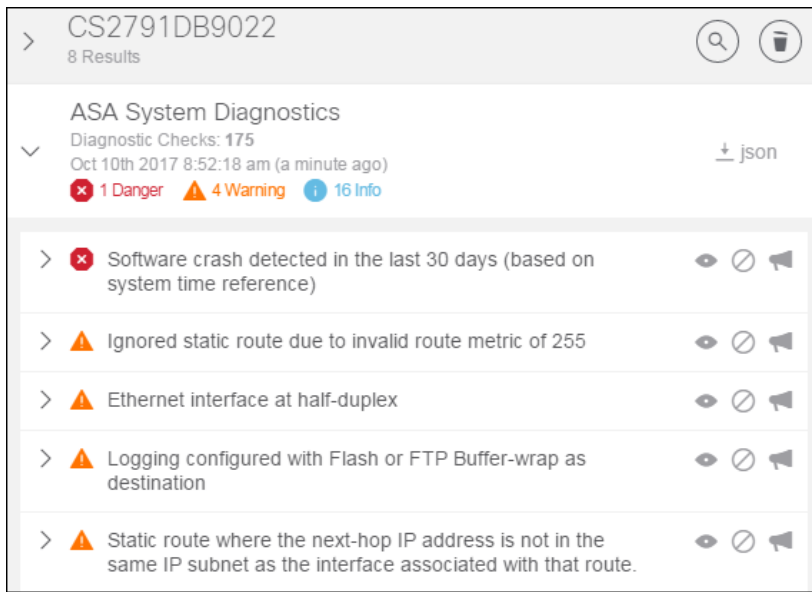 CS2791DB9022
8 Results
ASA System Diagnostics
Diagnostic Checks: 175
Oct 10th 2017 8:52:18 am (a minute ago)
json
1 Danger 4 Warning 16 Info
Software crash detected in the last 30 days (based on
system time reference)
Ignored static route due to invalid route metric of 255
Ethernet interface at half-duplex
Logging configured with Flash or FTP Buffer-wrap as
destination
Static route where the next-hop IP address is not in the
same IP subnet as the interface associated with that route.